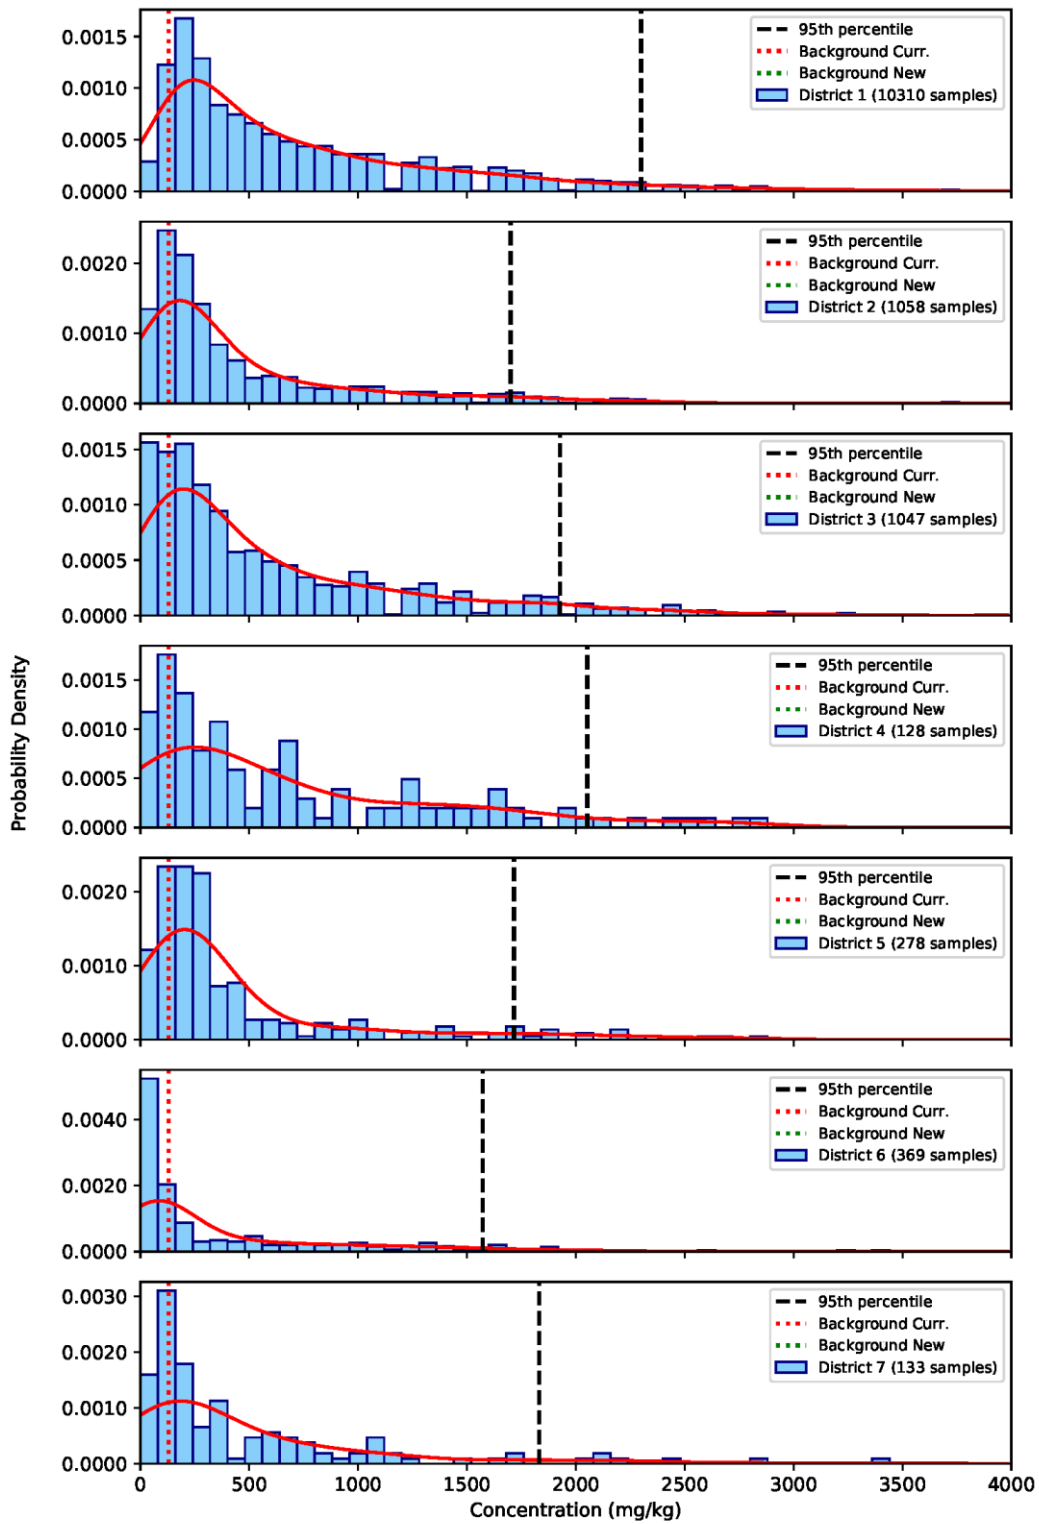 0.0015
0.0010
0.0005
0.0000
95th percentile
Background Curr.
Background New
District 1 (10310 samples)
0.0020
0.0010
0.0000
95th percentile
Background Curr.
Background New
District 2 (1058 samples)
0.0015
0.0010
0.0005
0.0000
95th percentile
Background Curr.
Background New
District 3 (1047 samples)
Probability Density
0.0015
0.0010
0.0005
0.0000
95th percentile
Background Curr.
Background New
District 4 (128 samples)
0.0020
0.0010
0.0000
95th percentile
Background Curr.
Background New
District 5 (278 samples)
0.0040
0.0020
0.0000
95th percentile
Background Curr.
Background New
District 6 (369 samples)
0.0030
0.0020
0.0010
0.0000
95th percentile
Background Curr.
Background New
District 7 (133 samples)
0 500 1000 1500 2000 2500 3000 3500 4000
Concentration (mg/kg)